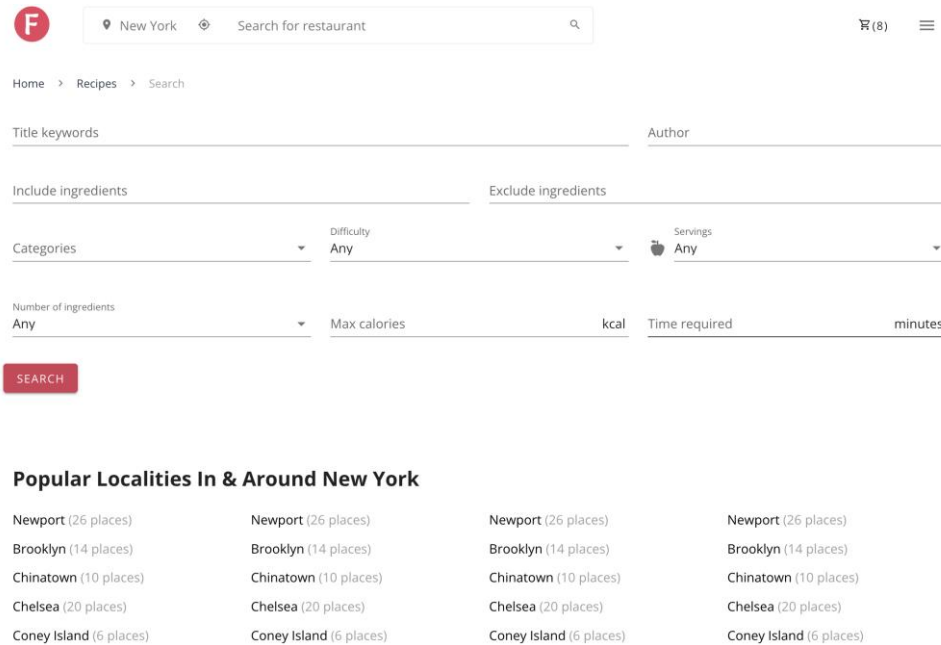 F New York Search for restaurant (8)
Home > Recipes > Search
Title keywords Author
Include ingredients Exclude ingredients
Difficulty Servings
Categories Any Any
Number of ingredients
Any Max calories kcal Time required minutes
SEARCH
Popular Localities In & Around New York
Newport (26 places) Newport (26 places) Newport (26 places) Newport (26 places)
Brooklyn (14 places) Brooklyn (14 places) Brooklyn (14 places) Brooklyn (14 places)
Chinatown (10 places) Chinatown (10 places) Chinatown (10 places) Chinatown (10 places)
Chelsea (20 places) Chelsea (20 places) Chelsea (20 places) Chelsea (20 places)
Coney Island (6 places) Coney Island (6 places) Coney Island (6 places) Coney Island (6 places)